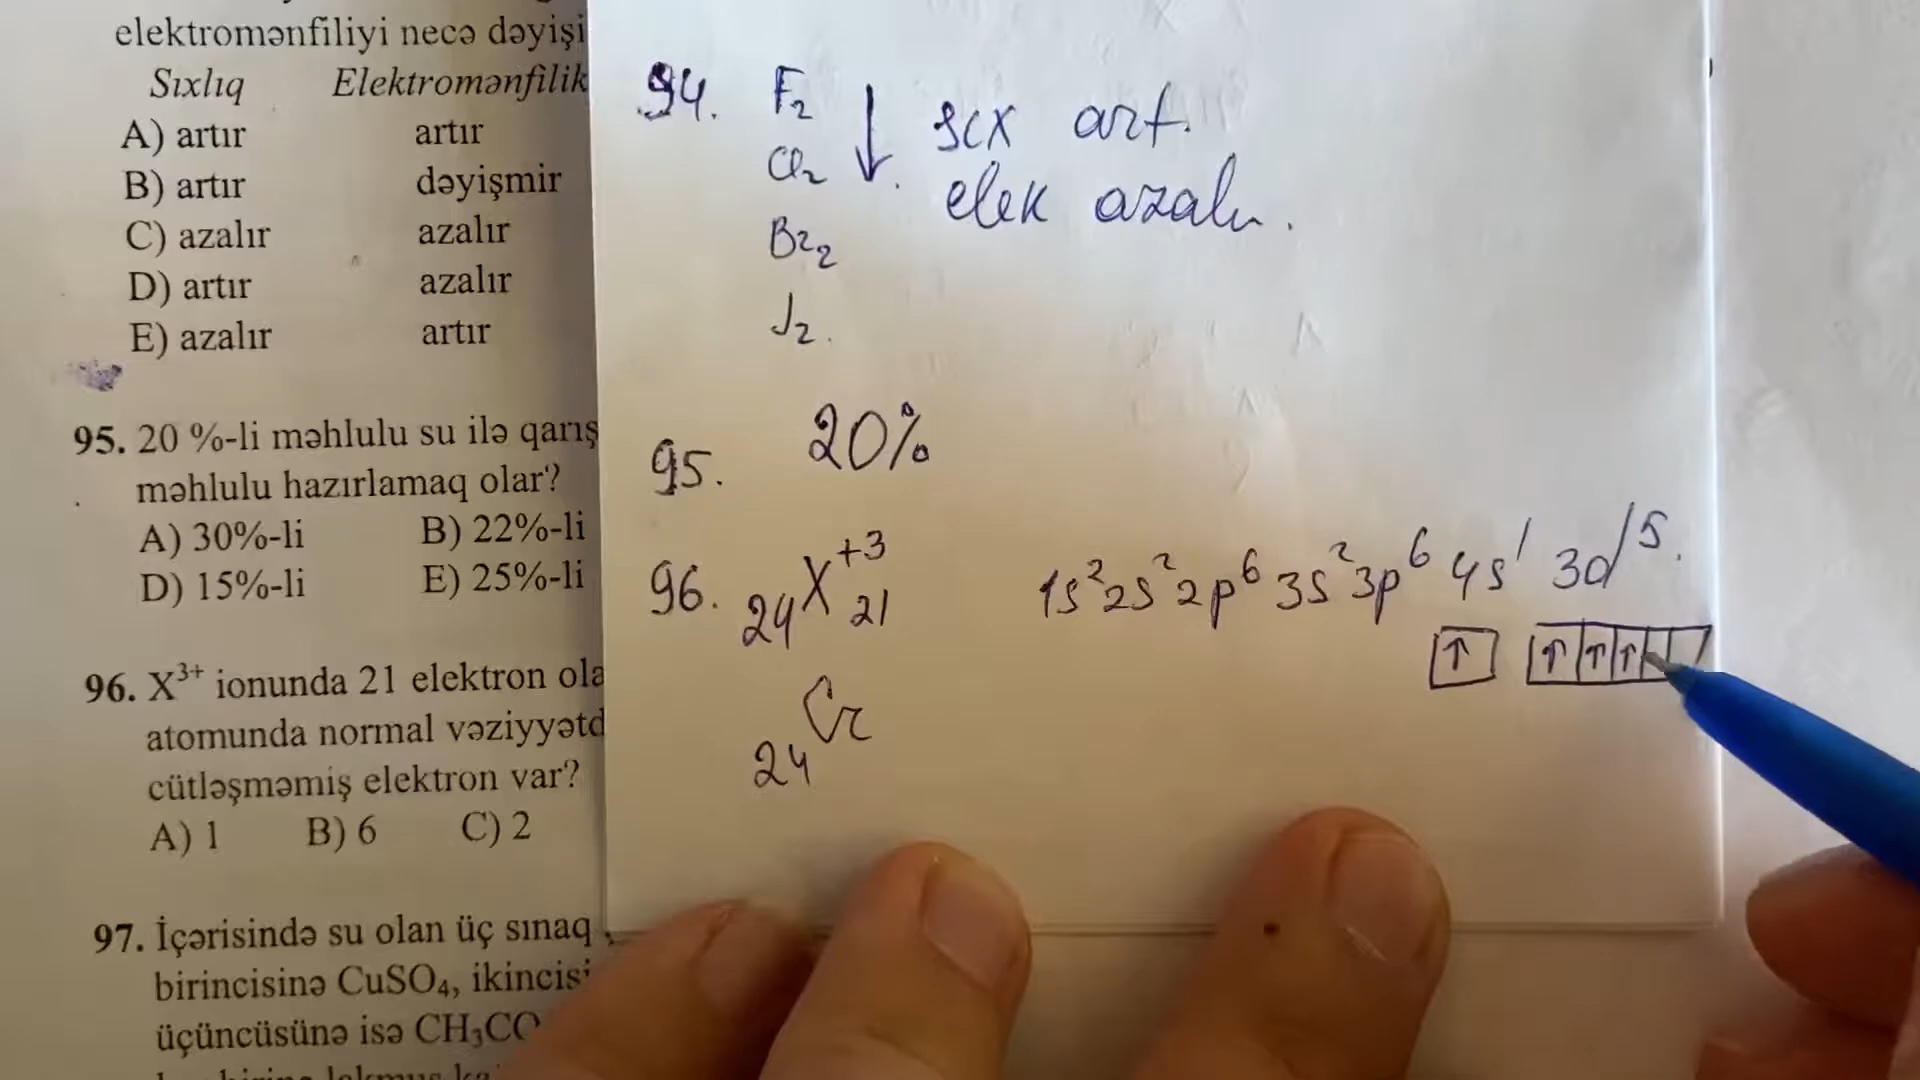 elektromənfiliyi necə dəyişi
Sıxlıq Elektromənfilik
A) artır artır
B) artır dəyişmir
C) azalır azalır
D) artır azalır
E) azalır artır
95. 20 %-li məhlulu su ilə qarış
məhlulu hazırlamaq olar?
A) 30%-li B) 22%-li
D) 15%-li E) 25%-li
96. X³⁺ ionunda 21 elektron ola
atomunda normal vəziyyətd
cütləşməmiş elektron var?
A) 1 B) 6 C) 2
97. İçərisində su olan üç sınaq
birincisinə CuSO₄, ikincisi
üçüncüsünə isə CH₃CO
94. F₂ sıx art.
Cl₂ elek azalır.
Br₂
J₂.
95. 20%
96. ₂₄X⁺³ ₂₁ 1s² 2s² 2p⁶ 3s² 3p⁶ 4s¹ 3d⁵.
↑ ↑ ↑ ↑
₂₄Cr